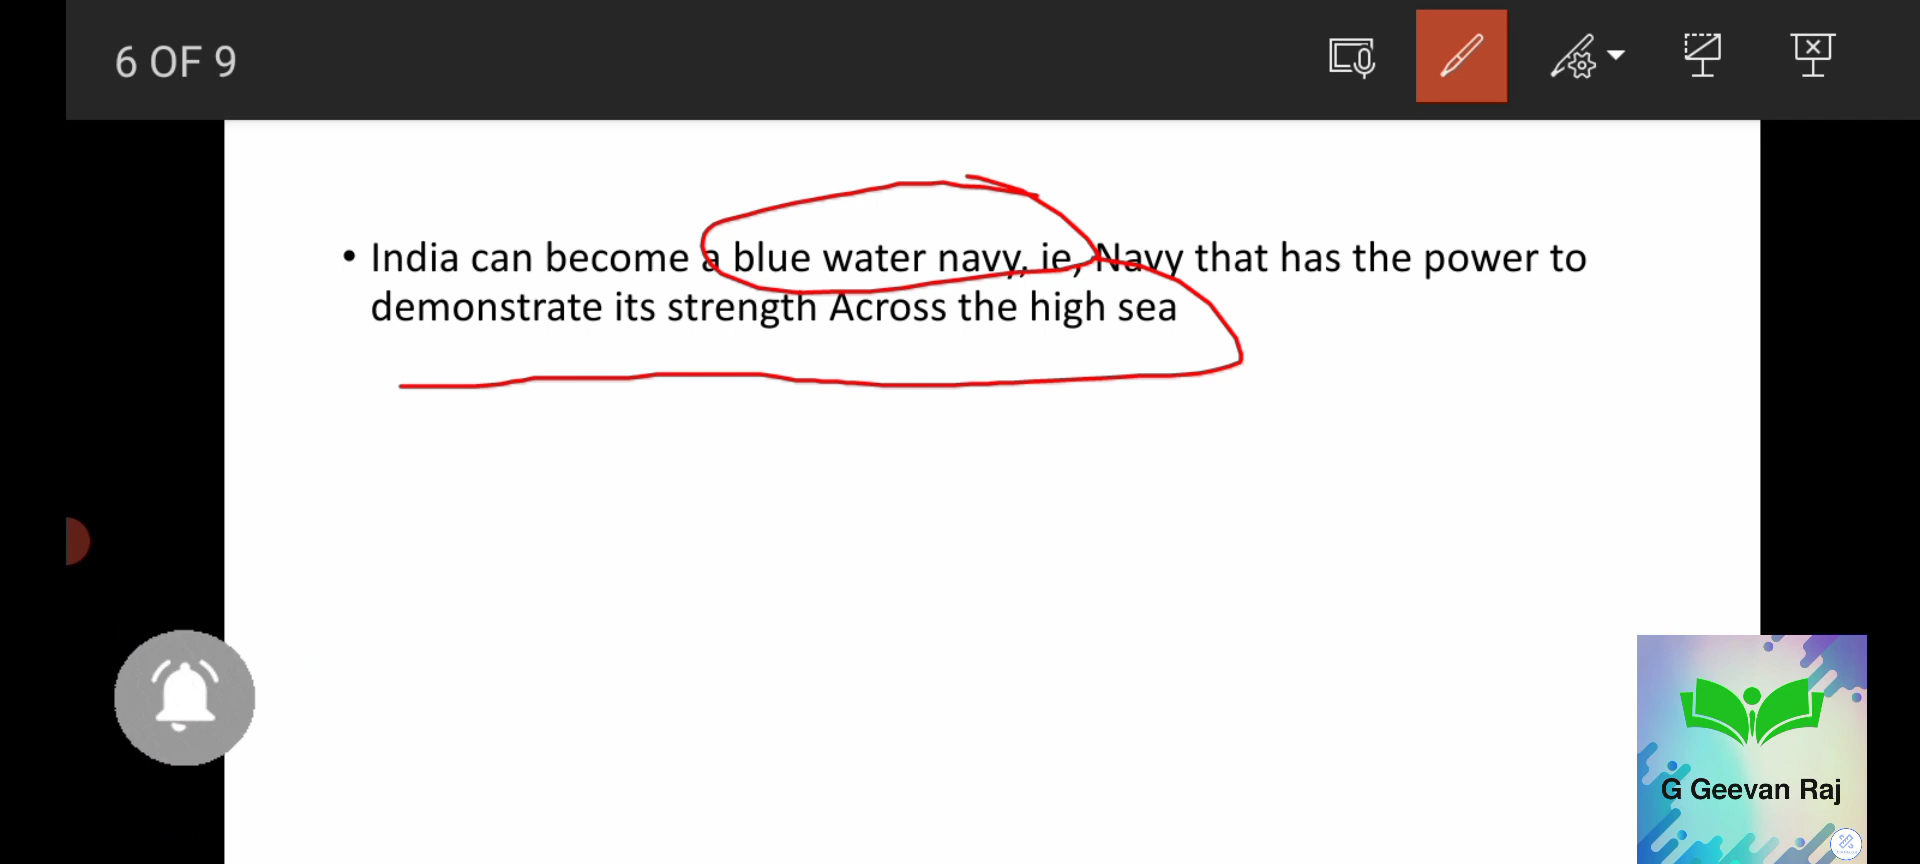 6 OF 9
• India can become a blue water navy, ie, Navy that has the power to
demonstrate its strength Across the high sea
G Geevan Raj